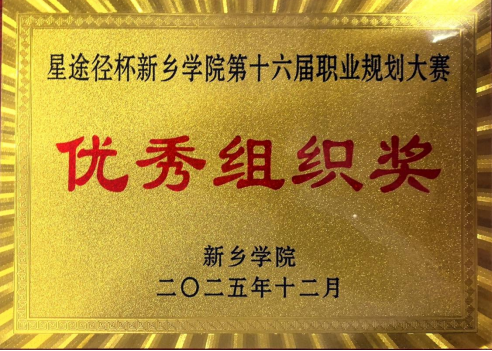 星途径杯新乡学院第十六届职业规划大赛
优秀组织奖
新乡学院
二〇二五年十二月